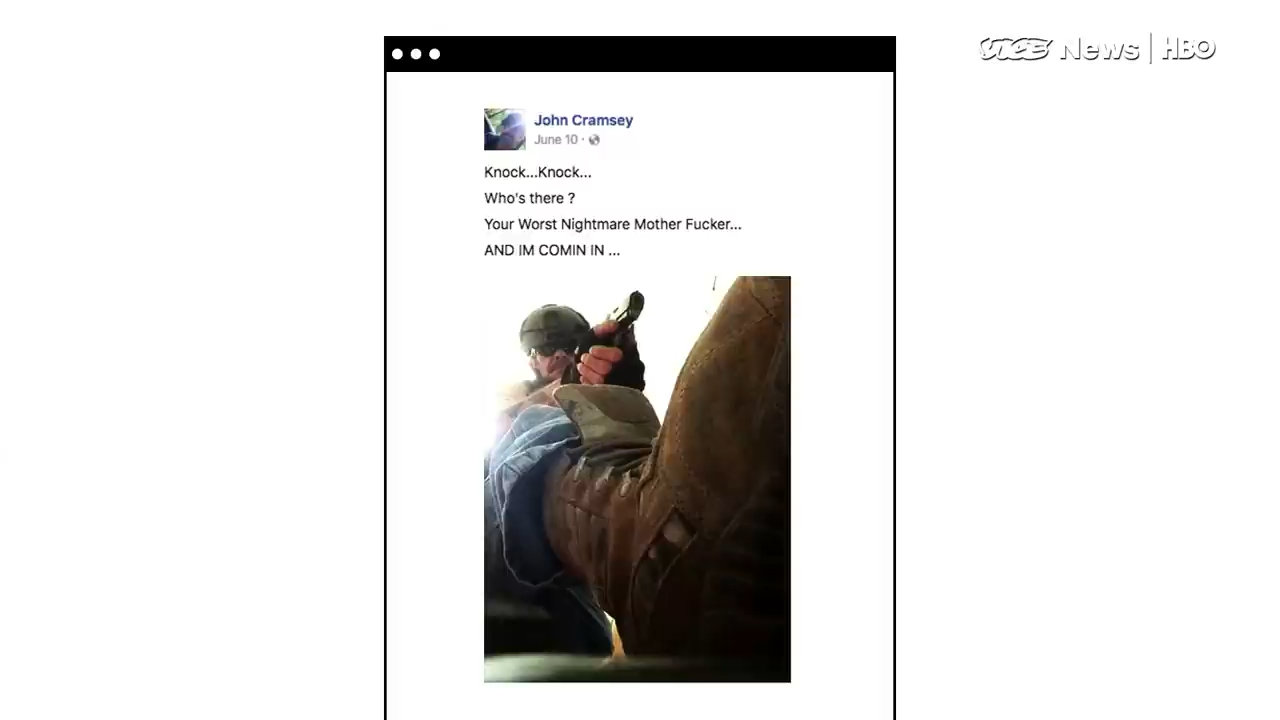 VICE News | HBO
John Cramsey
June 10 ·
Knock...Knock...
Who's there ?
Your Worst Nightmare Mother Fucker...
AND IM COMIN IN ...